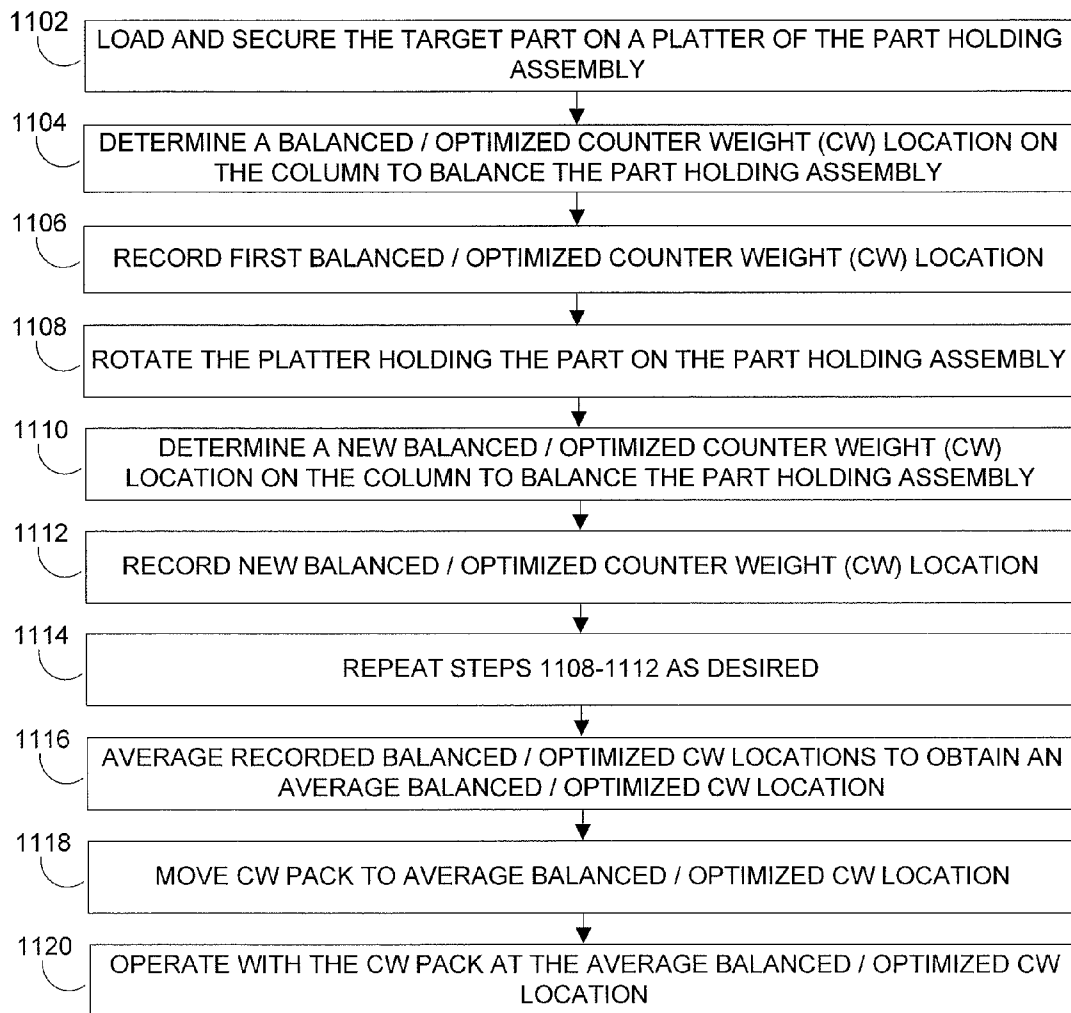 1102
LOAD AND SECURE THE TARGET PART ON A PLATTER OF THE PART HOLDING
ASSEMBLY
1104
DETERMINE A BALANCED / OPTIMIZED COUNTER WEIGHT (CW) LOCATION ON
THE COLUMN TO BALANCE THE PART HOLDING ASSEMBLY
1106
RECORD FIRST BALANCED / OPTIMIZED COUNTER WEIGHT (CW) LOCATION
1108
ROTATE THE PLATTER HOLDING THE PART ON THE PART HOLDING ASSEMBLY
1110
DETERMINE A NEW BALANCED / OPTIMIZED COUNTER WEIGHT (CW)
LOCATION ON THE COLUMN TO BALANCE THE PART HOLDING ASSEMBLY
1112
RECORD NEW BALANCED / OPTIMIZED COUNTER WEIGHT (CW) LOCATION
1114
REPEAT STEPS 1108-1112 AS DESIRED
1116
AVERAGE RECORDED BALANCED / OPTIMIZED CW LOCATIONS TO OBTAIN AN
AVERAGE BALANCED / OPTIMIZED CW LOCATION
1118
MOVE CW PACK TO AVERAGE BALANCED / OPTIMIZED CW LOCATION
1120
OPERATE WITH THE CW PACK AT THE AVERAGE BALANCED / OPTIMIZED CW
LOCATION